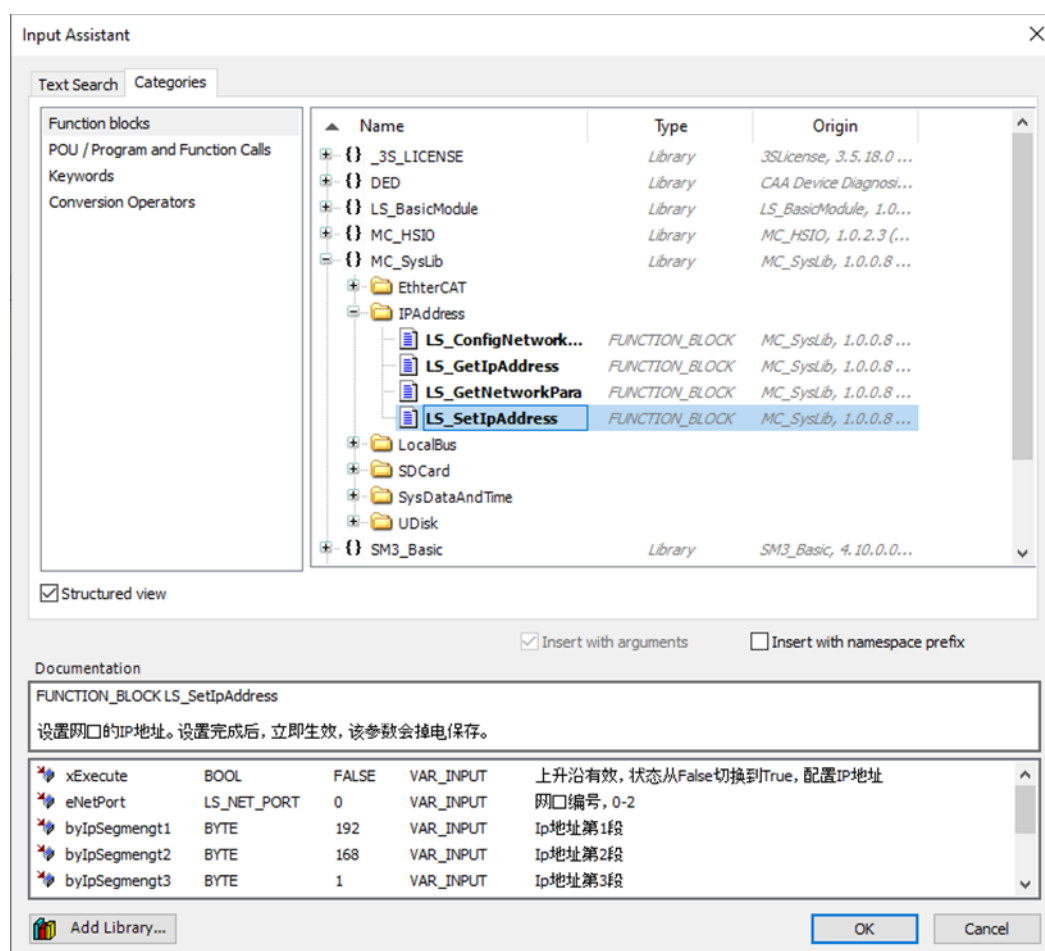 Input Assistant
Text Search Categories
Function blocks
POU / Program and Function Calls
Keywords
Conversion Operators
Name Type Origin
{} _3S_LICENSE Library 3SLicense, 3.5.18.0 ...
{} DED Library CAA Device Diagnosi...
{} LS_BasicModule Library LS_BasicModule, 1.0...
{} MC_HSIO Library MC_HSIO, 1.0.2.3 (...
{} MC_SysLib Library MC_SysLib, 1.0.0.8 ...
EthterCAT
IPAddress
LS_ConfigNetwork... FUNCTION_BLOCK MC_SysLib, 1.0.0.8 ...
LS_GetIpAddress FUNCTION_BLOCK MC_SysLib, 1.0.0.8 ...
LS_GetNetworkPara FUNCTION_BLOCK MC_SysLib, 1.0.0.8 ...
LS_SetIpAddress FUNCTION_BLOCK MC_SysLib, 1.0.0.8 ...
LocalBus
SDCard
SysDataAndTime
UDisk
{} SM3_Basic Library SM3_Basic, 4.10.0.0...
Structured view
Insert with arguments Insert with namespace prefix
Documentation
FUNCTION_BLOCK LS_SetIpAddress
设置网口的IP地址。设置完成后，立即生效，该参数会掉电保存。
xExecute BOOL FALSE VAR_INPUT 上升沿有效，状态从False切换到True，配置IP地址
eNetPort LS_NET_PORT 0 VAR_INPUT 网口编号，0-2
byIpSegmengt1 BYTE 192 VAR_INPUT Ip地址第1段
byIpSegmengt2 BYTE 168 VAR_INPUT Ip地址第2段
byIpSegmengt3 BYTE 1 VAR_INPUT Ip地址第3段
Add Library... OK Cancel